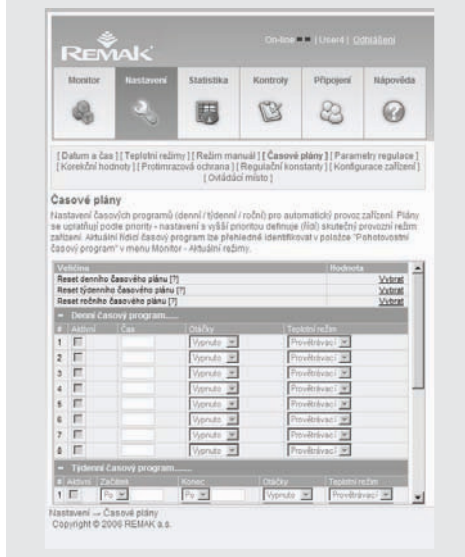 REMAK
On-line | User4 | Odhlášení
Monitor Nastavení Statistika Kontroly Připojení Nápověda
[ Datum a čas ] [ Teplotní režimy ] [ Režim manuál ] [ Časové plány ] [ Parametry regulace ]
[ Korekční hodnoty ] [ Protimrazová ochrana ] [ Regulační konstanty ] [ Konfigurace zařízení ]
[ Ovládácí místo ]
Časové plány
Nastavení časových programů (denní / týdenní / roční) pro automatický provoz zařízení. Plány
se uplatňují podle priority - nastavení s vyšší prioritou definuje (řídí) skutečný provozní režim
zařízení. Aktuální řídicí časový program lze přehledně identifikovat v položce "Pohotovostní
časový program" v menu Monitor - Aktuální režimy.
Veličina Hodnota
Reset denního časového plánu [?] Vybrat
Reset týdenního časového plánu [?] Vybrat
Reset ročního časového plánu [?] Vybrat
− Denní časový program......
# Aktivní Čas Otáčky Teplotní režim
1 Vypnuto Provětrávací
2 Vypnuto Provětrávací
3 Vypnuto Provětrávací
4 Vypnuto Provětrávací
5 Vypnuto Provětrávací
6 Vypnuto Provětrávací
7 Vypnuto Provětrávací
8 Vypnuto Provětrávací
− Týdenní časový program......
# Aktivní Začátek Konec Otáčky Teplotní režim
1 Po Po Vypnuto Provětrávací
Nastavení → Časové plány
Copyright © 2006 REMAK a.s.